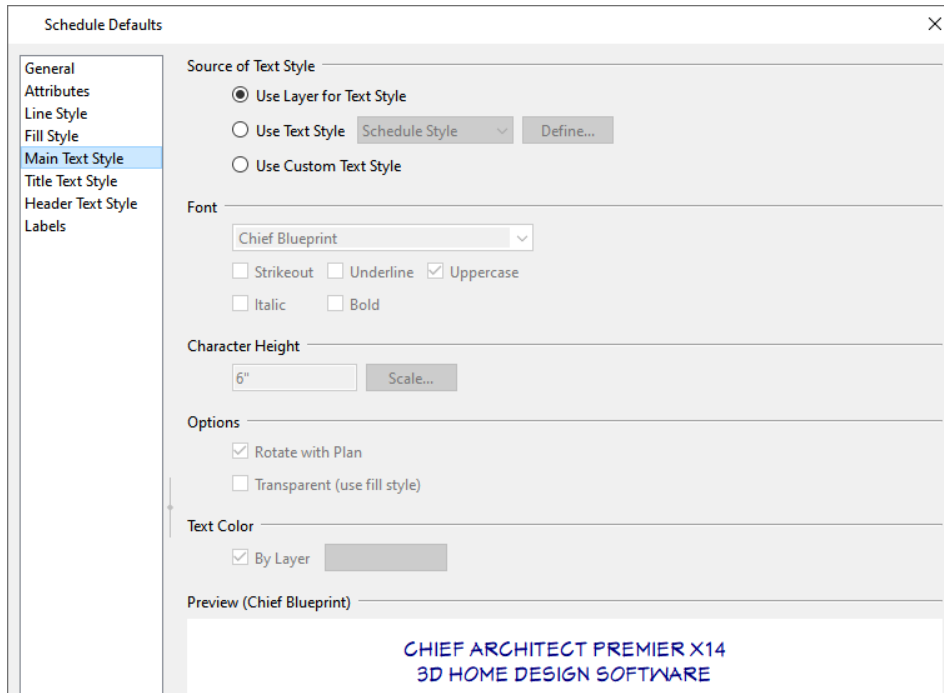 Schedule Defaults
General
Attributes
Line Style
Fill Style
Main Text Style
Title Text Style
Header Text Style
Labels
Source of Text Style
Use Layer for Text Style
Use Text Style Schedule Style Define...
Use Custom Text Style
Font
Chief Blueprint
Strikeout Underline Uppercase
Italic Bold
Character Height
6" Scale...
Options
Rotate with Plan
Transparent (use fill style)
Text Color
By Layer
Preview (Chief Blueprint)
CHIEF ARCHITECT PREMIER X14
3D HOME DESIGN SOFTWARE